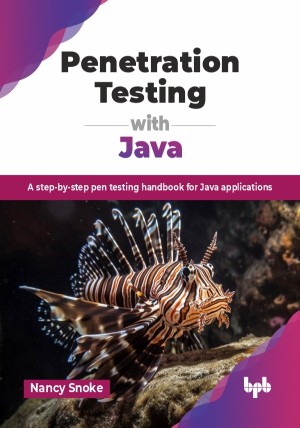 Penetration
Testing
with
Java
A step-by-step pen testing handbook for Java applications
Nancy Snoke
bpb